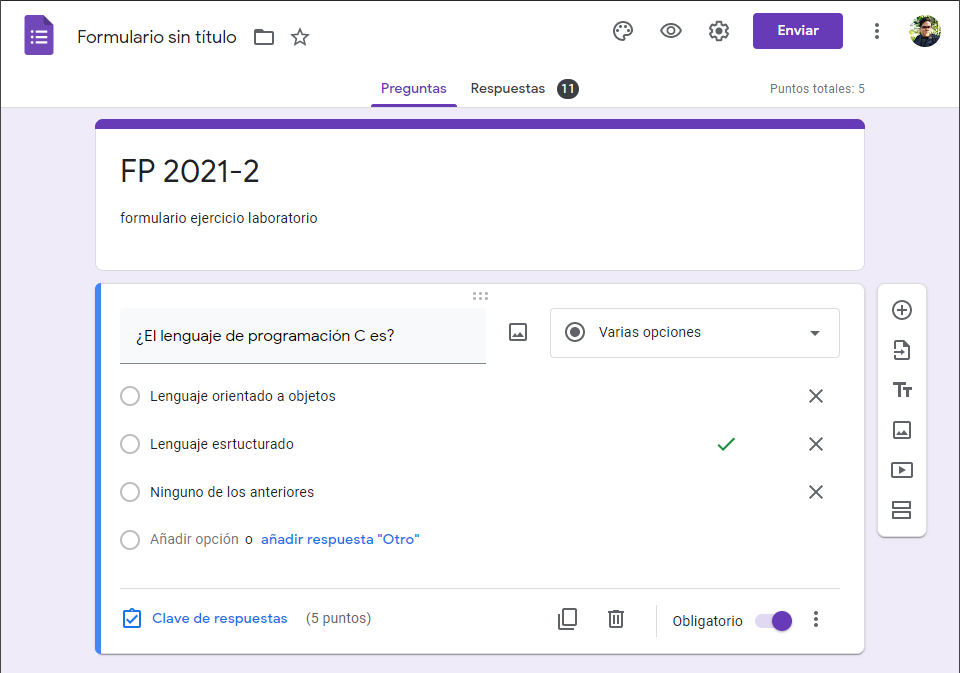 Formulario sin título
Enviar
Preguntas
Respuestas 11
Puntos totales: 5
FP 2021-2
formulario ejercicio laboratorio
¿El lenguaje de programación C es?
Varias opciones
Lenguaje orientado a objetos
Lenguaje esrtucturado
Ninguno de los anteriores
Añadir opción o añadir respuesta "Otro"
Clave de respuestas (5 puntos)
Obligatorio
Tт